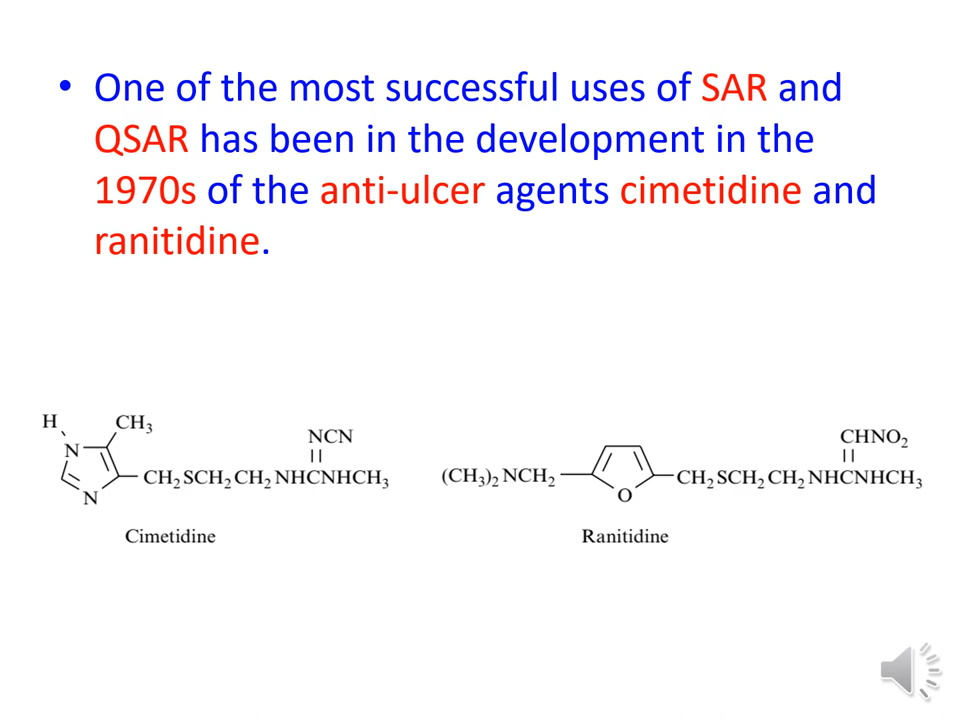 • One of the most successful uses of SAR and
QSAR has been in the development in the
1970s of the anti-ulcer agents cimetidine and
ranitidine.
H
CH₃
N
N
NCN
CH₂SCH₂CH₂NHCNHCH₃
Cimetidine
CHNO₂
(CH₃)₂NCH₂
O
CH₂SCH₂CH₂NHCNHCH₃
Ranitidine